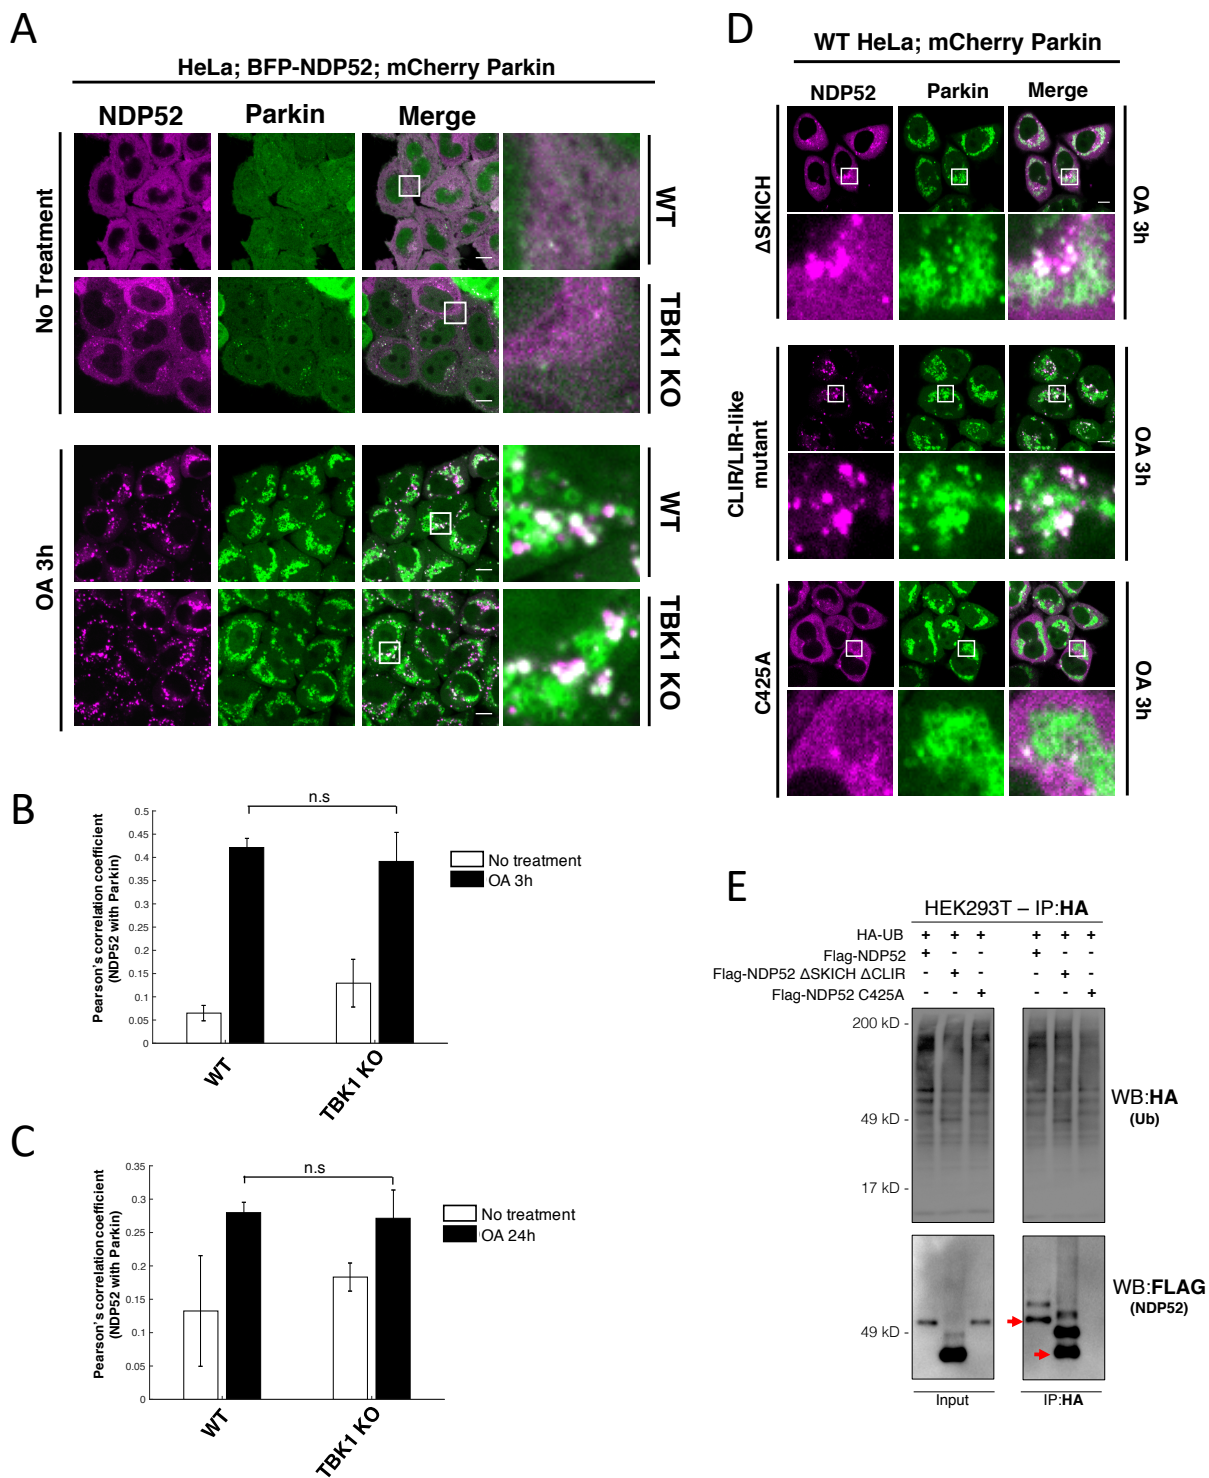 A
HeLa; BFP-NDP52; mCherry Parkin
NDP52 Parkin Merge
No Treatment
WT
TBK1 KO
OA 3h
WT
TBK1 KO
B
n.s
Pearson's correlation coefficient
(NDP52 with Parkin)
0.5
0.45
0.4
0.35
0.3
0.25
0.2
0.15
0.1
0.05
0
WT
TBK1 KO
No treatment
OA 3h
C
n.s
Pearson's correlation coefficient
(NDP52 with Parkin)
0.35
0.3
0.25
0.2
0.15
0.1
0.05
0
WT
TBK1 KO
No treatment
OA 24h
D
WT HeLa; mCherry Parkin
NDP52 Parkin Merge
ΔSKICH
OA 3h
CLIR/LIR-like
mutant
OA 3h
C425A
OA 3h
E
HEK293T – IP:HA
HA-UB + + + + + +
Flag-NDP52 + - - + - -
Flag-NDP52 ΔSKICH ΔCLIR - + - - + -
Flag-NDP52 C425A - - + - - +
200 kD -
49 kD -
17 kD -
WB:HA
(Ub)
49 kD -
WB:FLAG
(NDP52)
Input
IP:HA